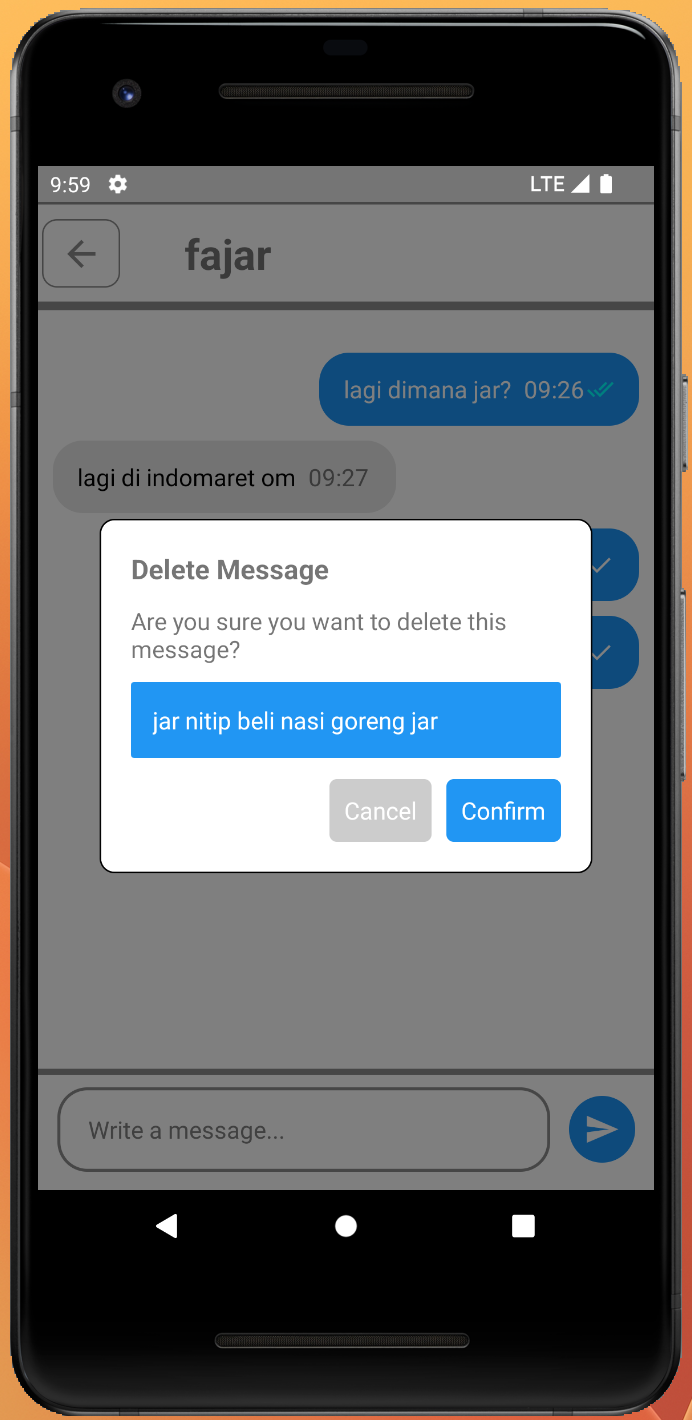 9:59 LTE
fajar
lagi dimana jar? 09:26
lagi di indomaret om 09:27
Delete Message
Are you sure you want to delete this
message?
jar nitip beli nasi goreng jar
Cancel Confirm
Write a message...